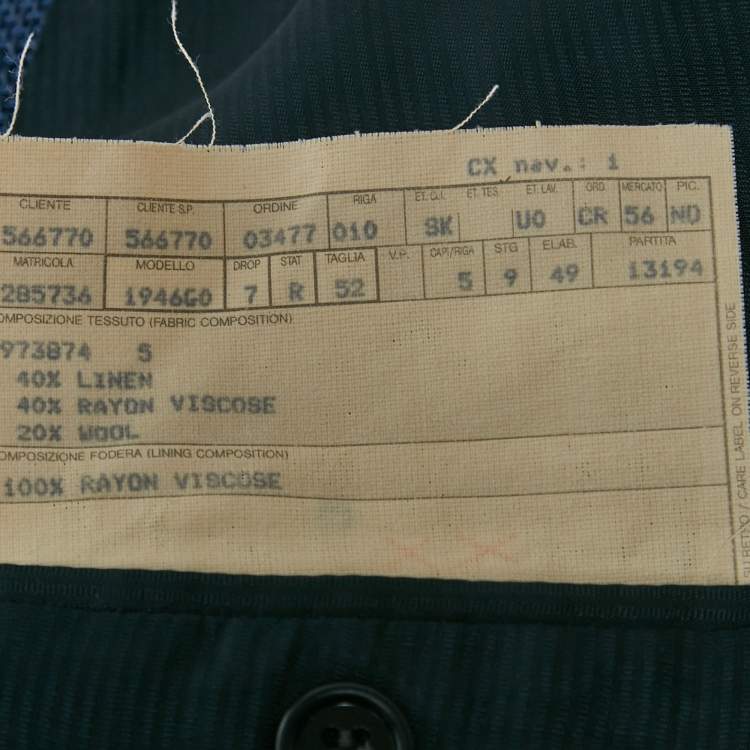 CX nav.: 1
CLIENTE CLIENTE S.P. ORDINE RIGA ET. C.I. ET. TES. ET. LAV. ORD. MERCATO PIC.
566770 566770 03477 010 SK UO CR 56 ND
MATRICOLA MODELLO DROP STAT TAGLIA V.P. CAPI/RIGA STG ELAB. PARTITA
285736 1946G0 7 R 52 5 9 49 13194
OMPOSIZIONE TESSUTO (FABRIC COMPOSITION)
973874 5
40% LINEN
40% RAYON VISCOSE
20% WOOL
OMPOSIZIONE FODERA (LINING COMPOSITION)
100% RAYON VISCOSE
/ CARE LABEL ON REVERSE SIDE